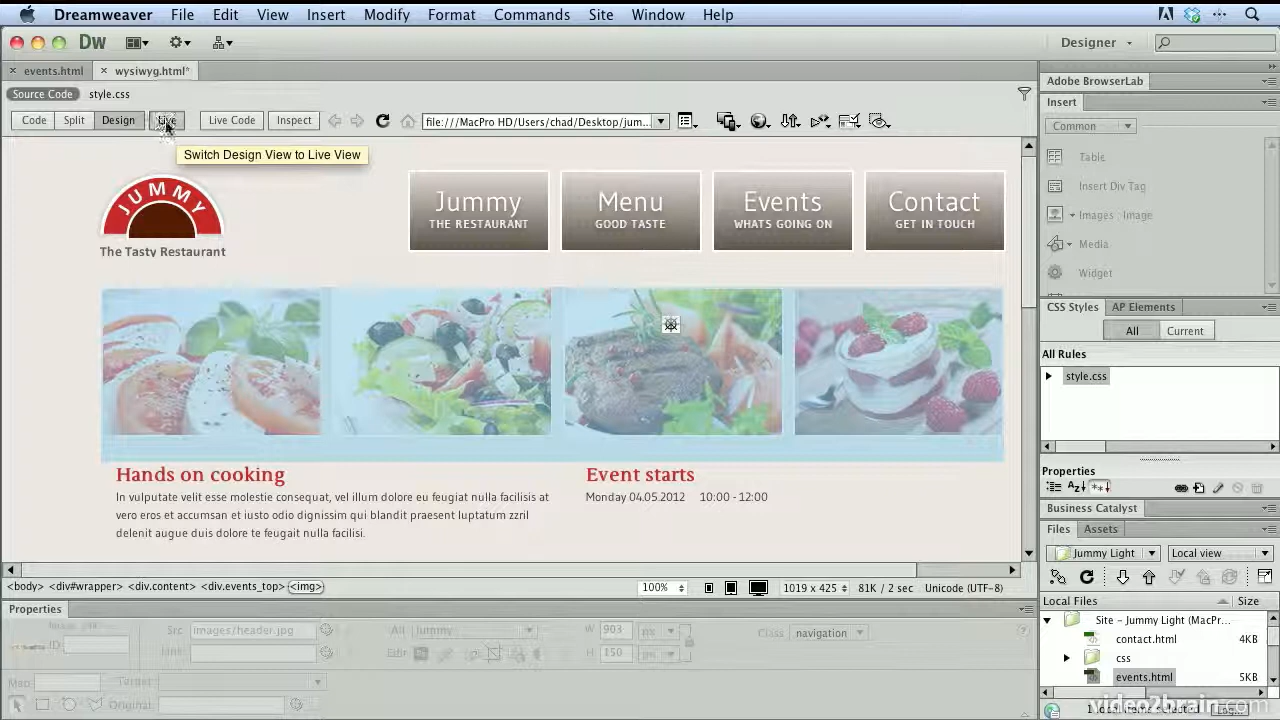 Dreamweaver File Edit View Insert Modify Format Commands Site Window Help
Dw Designer
events.html wysiwyg.html*
Source Code style.css
Code Split Design Live Code Inspect file:///MacPro HD/Users/chad/Desktop/jum...
Switch Design View to Live View
JUMMY
The Tasty Restaurant
Jummy Menu Events Contact
THE RESTAURANT GOOD TASTE WHATS GOING ON GET IN TOUCH
Hands on cooking
In vulputate velit esse molestie consequat, vel illum dolore eu feugiat nulla facilisis at
vero eros et accumsan et iusto odio dignissim qui blandit praesent luptatum zzril
delenit augue duis dolore te feugait nulla facilisi.
Event starts
Monday 04.05.2012 10:00 - 12:00
<body> <div#wrapper> <div.content> <div.events_top> <img>
100% 1019 x 425 81K / 2 sec Unicode (UTF-8)
Properties
ID Src images/header.jpg Alt Jummy W 903 px Class navigation
Link Edit H 150 px
Map Target
Original
Adobe BrowserLab
Insert
Common
Table
Insert Div Tag
Images : Image
Media
Widget
CSS Styles AP Elements
All Current
All Rules
style.css
Properties
Business Catalyst
Files Assets
Jummy Light Local view
Local Files Size
Site - Jummy Light (MacPr...
contact.html 4KB
css
events.html 5KB
video2brain.com